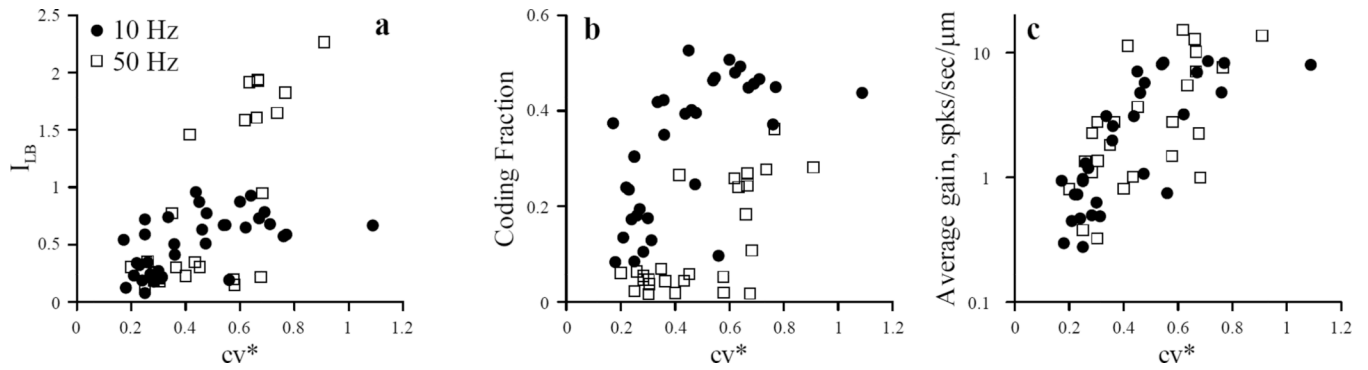 a
10 Hz
50 Hz
I_LB
2.5
2
1.5
1
0.5
0
0 0.2 0.4 0.6 0.8 1 1.2
cv*
b
Coding Fraction
0.6
0.4
0.2
0
0 0.2 0.4 0.6 0.8 1 1.2
cv*
c
Average gain, spks/sec/μm
10
1
0.1
0 0.2 0.4 0.6 0.8 1 1.2
cv*